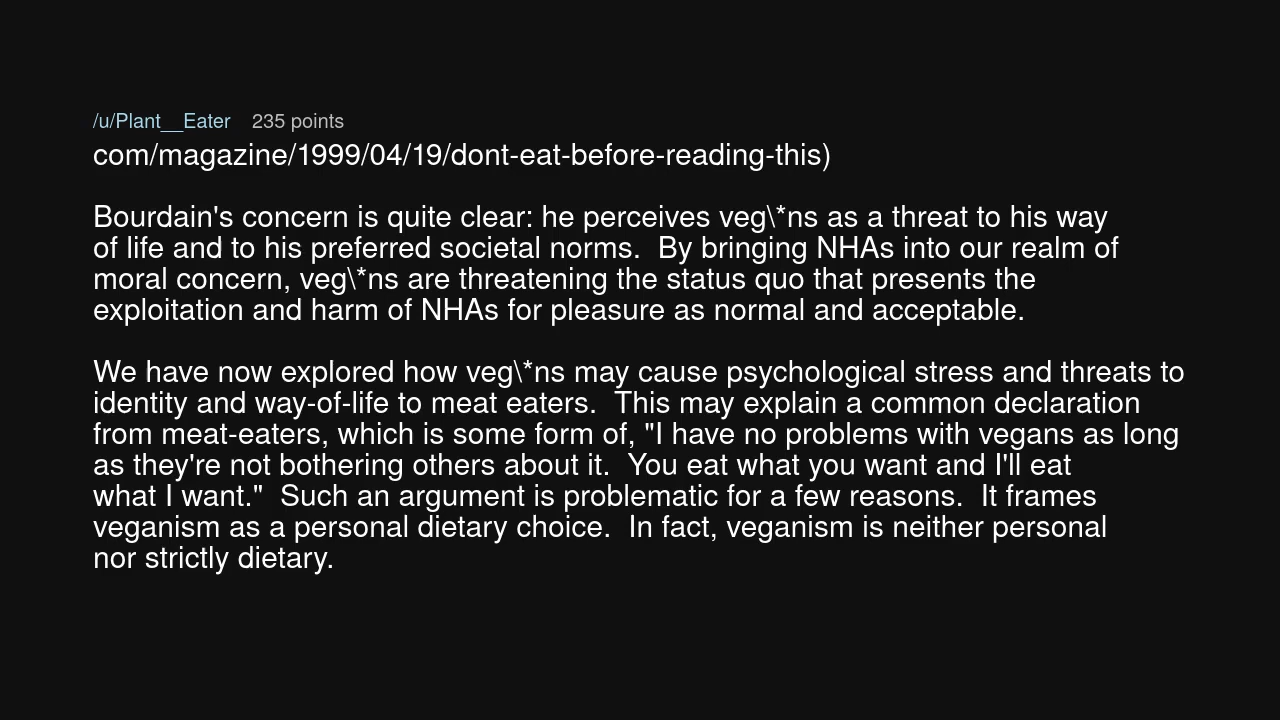 /u/Plant__Eater 235 points
com/magazine/1999/04/19/dont-eat-before-reading-this)
Bourdain's concern is quite clear: he perceives veg\*ns as a threat to his way
of life and to his preferred societal norms.  By bringing NHAs into our realm of
moral concern, veg\*ns are threatening the status quo that presents the
exploitation and harm of NHAs for pleasure as normal and acceptable.
We have now explored how veg\*ns may cause psychological stress and threats to
identity and way-of-life to meat eaters.  This may explain a common declaration
from meat-eaters, which is some form of, "I have no problems with vegans as long
as they're not bothering others about it.  You eat what you want and I'll eat
what I want."  Such an argument is problematic for a few reasons.  It frames
veganism as a personal dietary choice.  In fact, veganism is neither personal
nor strictly dietary.